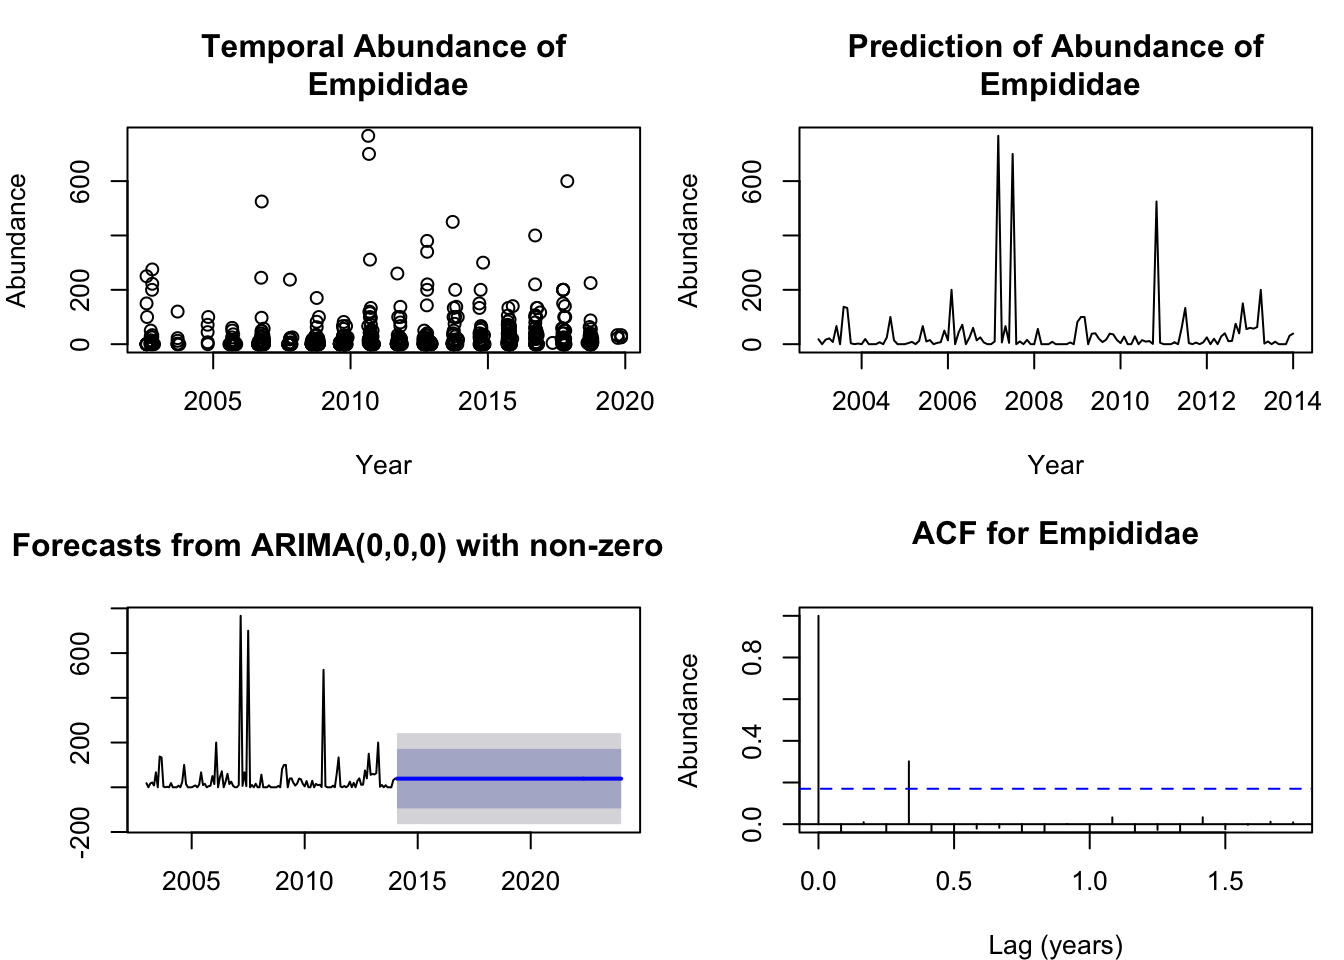 Temporal Abundance of
Empididae
Abundance
600
200
0
2005 2010 2015 2020
Year
Prediction of Abundance of
Empididae
Abundance
600
200
0
2004 2006 2008 2010 2012 2014
Year
Forecasts from ARIMA(0,0,0) with non-zero
600
200
-200
2005 2010 2015 2020
ACF for Empididae
Abundance
0.8
0.4
0.0
0.0 0.5 1.0 1.5
Lag (years)